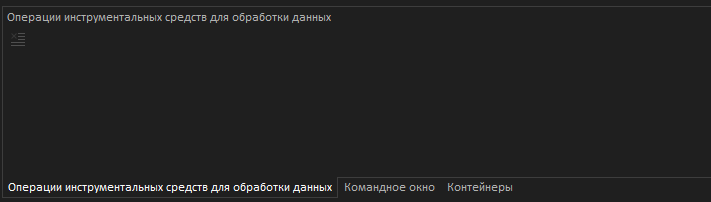 Операции инструментальных средств для обработки данных
Операции инструментальных средств для обработки данных Командное окно Контейнеры